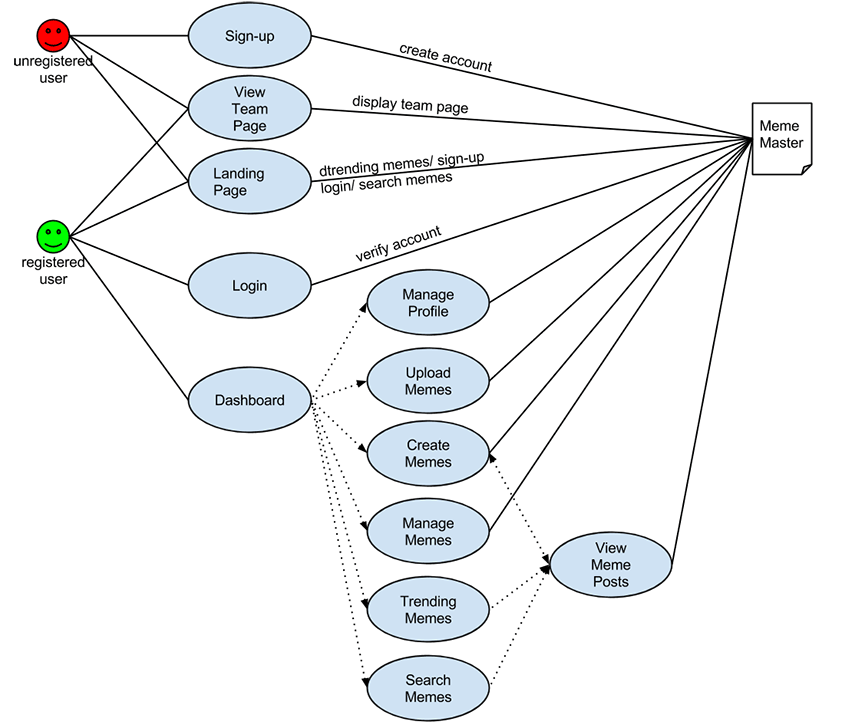 unregistered
user
Sign-up
create account
View
Team
Page
display team page
Meme
Master
Landing
Page
dtrending memes/ sign-up
login/ search memes
registered
user
Login
verify account
Manage
Profile
Dashboard
Upload
Memes
Create
Memes
Manage
Memes
View
Meme
Posts
Trending
Memes
Search
Memes